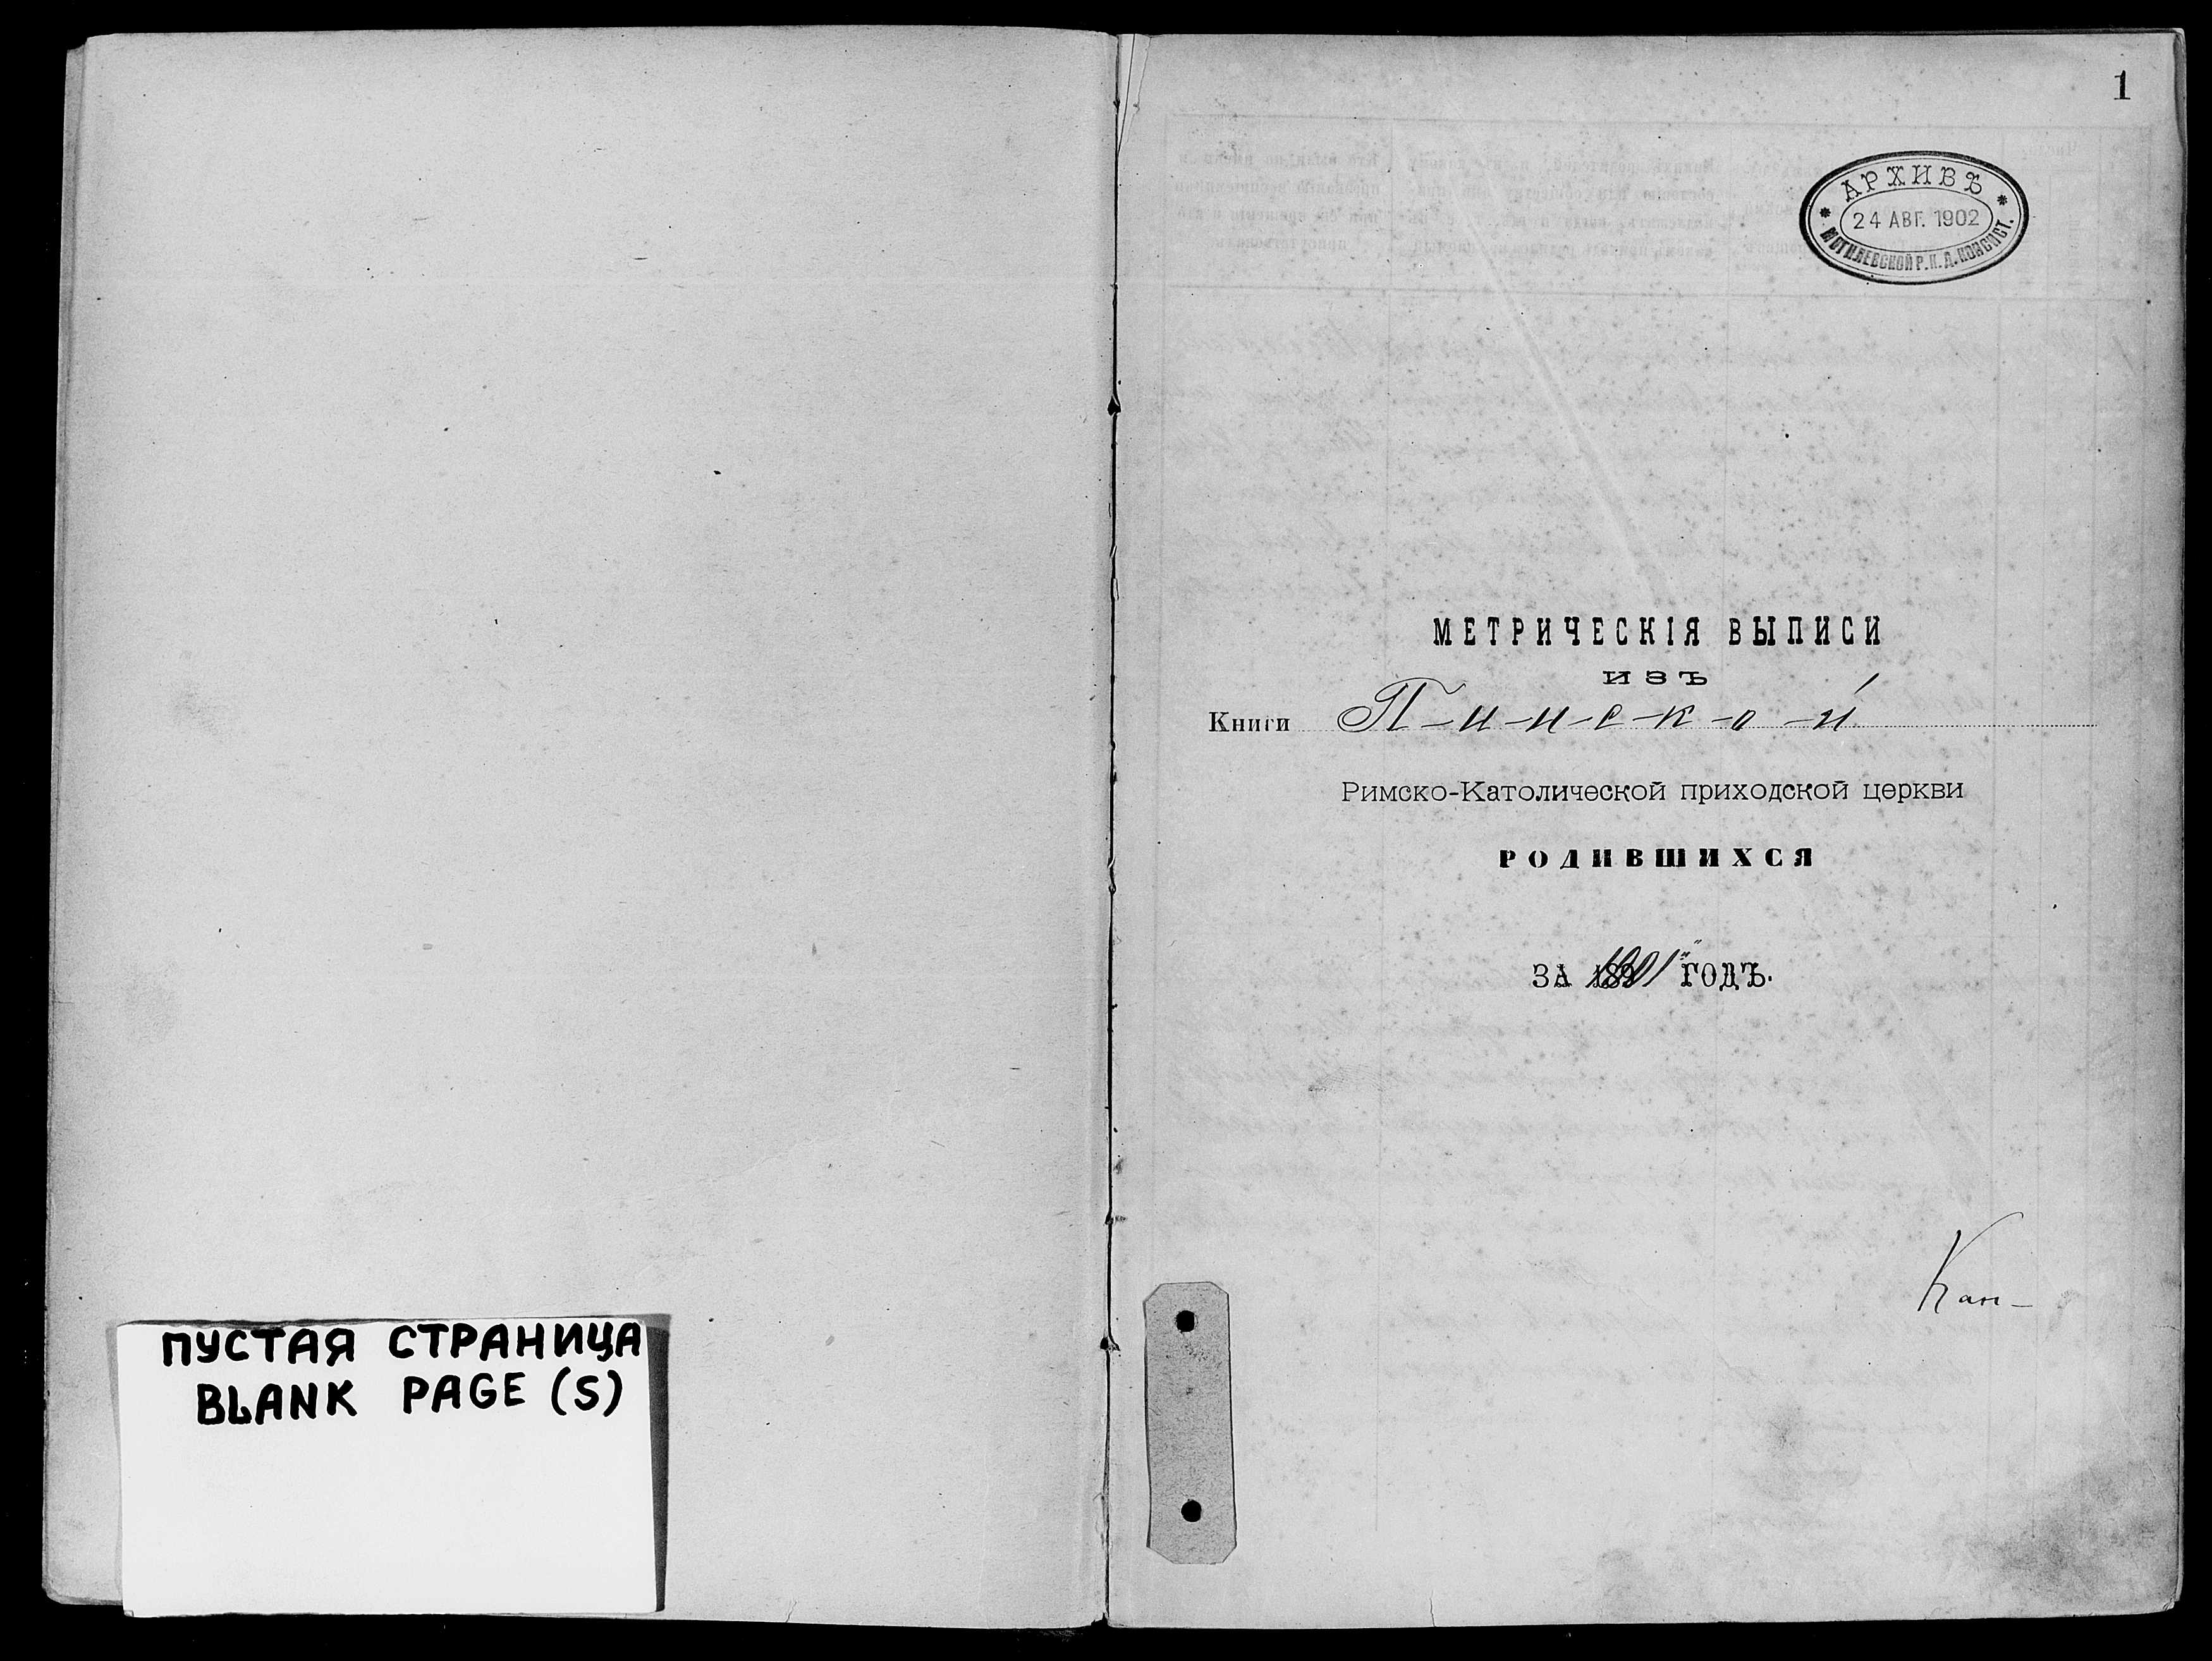 ПУСТАЯ СТРАНИЦА
BLANK PAGE (S)
1
АРХИВЪ
24 АВГ. 1902
МОГИЛЕВСКОЙ Р.К.Д. КОНСИСТ.
МЕТРИЧЕСКІЯ ВЫПИСИ
ИЗЪ
Книги П-и-н-с-к-о-й
Римско-Католической приходской церкви
РОДИВШИХСЯ
ЗА 1901 ГОДЪ.